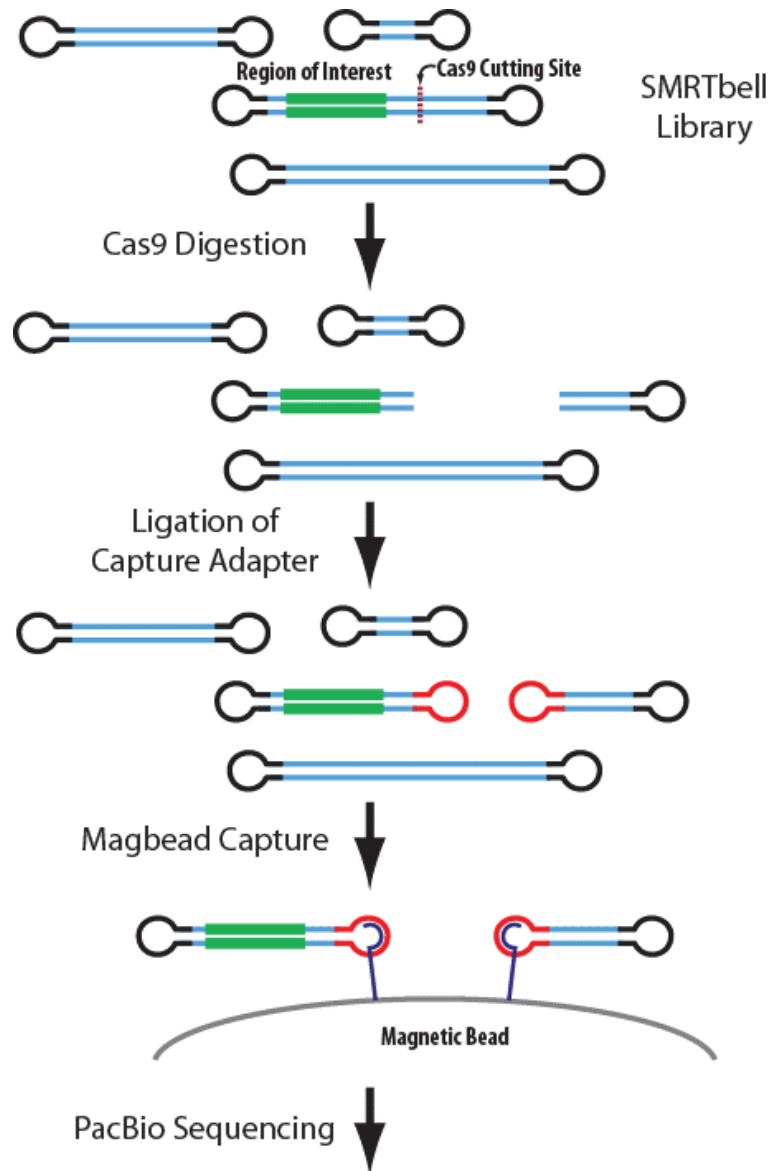 Region of Interest
Cas9 Cutting Site
SMRTbell
Library
Cas9 Digestion
Ligation of
Capture Adapter
Magbead Capture
Magnetic Bead
PacBio Sequencing